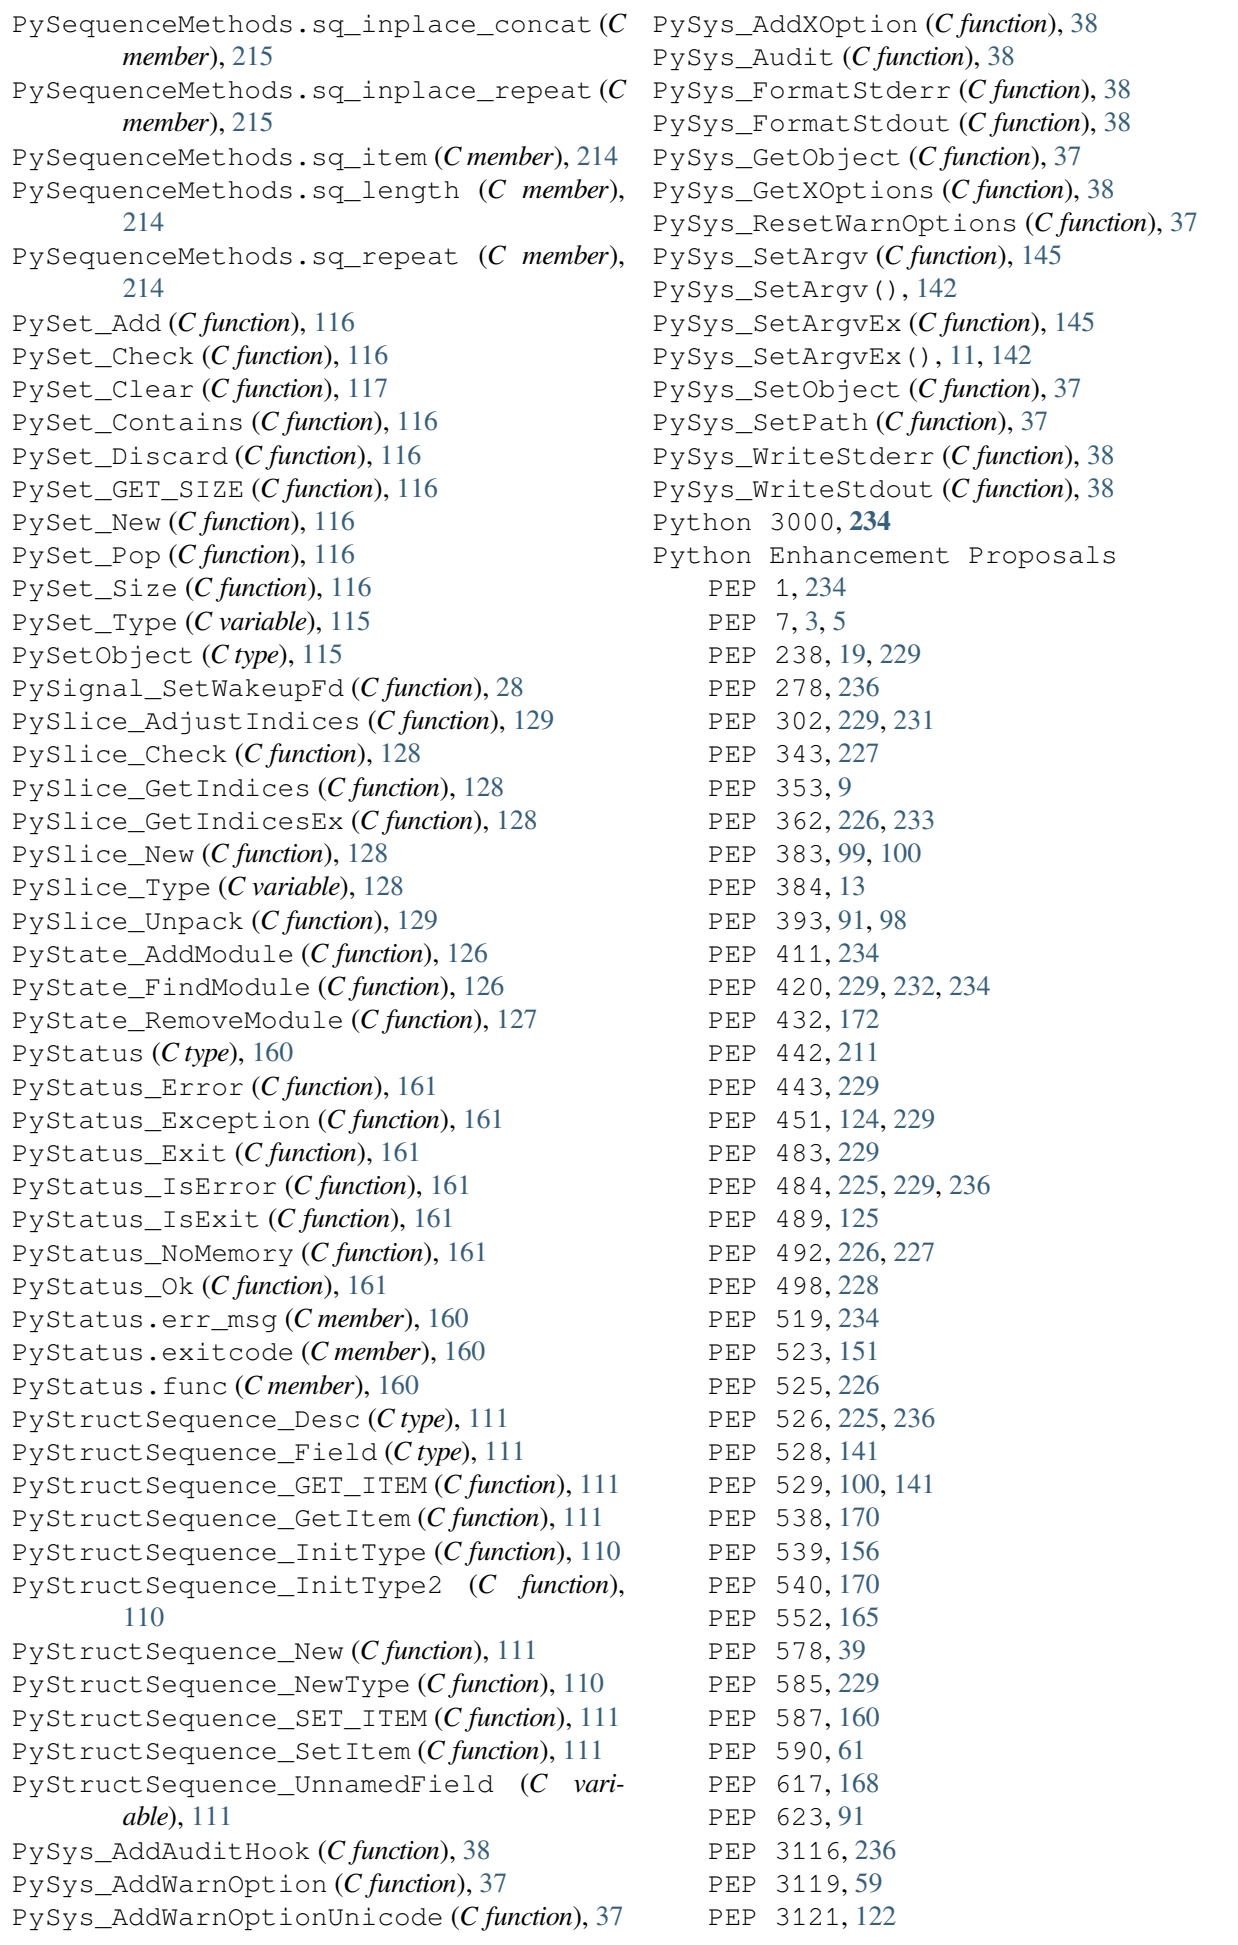 PySequenceMethods.sq_inplace_concat (C
member), 215
PySequenceMethods.sq_inplace_repeat (C
member), 215
PySequenceMethods.sq_item (C member), 214
PySequenceMethods.sq_length (C member),
214
PySequenceMethods.sq_repeat (C member),
214
PySet_Add (C function), 116
PySet_Check (C function), 116
PySet_Clear (C function), 117
PySet_Contains (C function), 116
PySet_Discard (C function), 116
PySet_GET_SIZE (C function), 116
PySet_New (C function), 116
PySet_Pop (C function), 116
PySet_Size (C function), 116
PySet_Type (C variable), 115
PySetObject (C type), 115
PySignal_SetWakeupFd (C function), 28
PySlice_AdjustIndices (C function), 129
PySlice_Check (C function), 128
PySlice_GetIndices (C function), 128
PySlice_GetIndicesEx (C function), 128
PySlice_New (C function), 128
PySlice_Type (C variable), 128
PySlice_Unpack (C function), 129
PyState_AddModule (C function), 126
PyState_FindModule (C function), 126
PyState_RemoveModule (C function), 127
PyStatus (C type), 160
PyStatus_Error (C function), 161
PyStatus_Exception (C function), 161
PyStatus_Exit (C function), 161
PyStatus_IsError (C function), 161
PyStatus_IsExit (C function), 161
PyStatus_NoMemory (C function), 161
PyStatus_Ok (C function), 161
PyStatus.err_msg (C member), 160
PyStatus.exitcode (C member), 160
PyStatus.func (C member), 160
PyStructSequence_Desc (C type), 111
PyStructSequence_Field (C type), 111
PyStructSequence_GET_ITEM (C function), 111
PyStructSequence_GetItem (C function), 111
PyStructSequence_InitType (C function), 110
PyStructSequence_InitType2 (C function),
110
PyStructSequence_New (C function), 111
PyStructSequence_NewType (C function), 110
PyStructSequence_SET_ITEM (C function), 111
PyStructSequence_SetItem (C function), 111
PyStructSequence_UnnamedField (C vari-
able), 111
PySys_AddAuditHook (C function), 38
PySys_AddWarnOption (C function), 37
PySys_AddWarnOptionUnicode (C function), 37
PySys_AddXOption (C function), 38
PySys_Audit (C function), 38
PySys_FormatStderr (C function), 38
PySys_FormatStdout (C function), 38
PySys_GetObject (C function), 37
PySys_GetXOptions (C function), 38
PySys_ResetWarnOptions (C function), 37
PySys_SetArgv (C function), 145
PySys_SetArgv(), 142
PySys_SetArgvEx (C function), 145
PySys_SetArgvEx(), 11, 142
PySys_SetObject (C function), 37
PySys_SetPath (C function), 37
PySys_WriteStderr (C function), 38
PySys_WriteStdout (C function), 38
Python 3000, 234
Python Enhancement Proposals
PEP 1, 234
PEP 7, 3, 5
PEP 238, 19, 229
PEP 278, 236
PEP 302, 229, 231
PEP 343, 227
PEP 353, 9
PEP 362, 226, 233
PEP 383, 99, 100
PEP 384, 13
PEP 393, 91, 98
PEP 411, 234
PEP 420, 229, 232, 234
PEP 432, 172
PEP 442, 211
PEP 443, 229
PEP 451, 124, 229
PEP 483, 229
PEP 484, 225, 229, 236
PEP 489, 125
PEP 492, 226, 227
PEP 498, 228
PEP 519, 234
PEP 523, 151
PEP 525, 226
PEP 526, 225, 236
PEP 528, 141
PEP 529, 100, 141
PEP 538, 170
PEP 539, 156
PEP 540, 170
PEP 552, 165
PEP 578, 39
PEP 585, 229
PEP 587, 160
PEP 590, 61
PEP 617, 168
PEP 623, 91
PEP 3116, 236
PEP 3119, 59
PEP 3121, 122